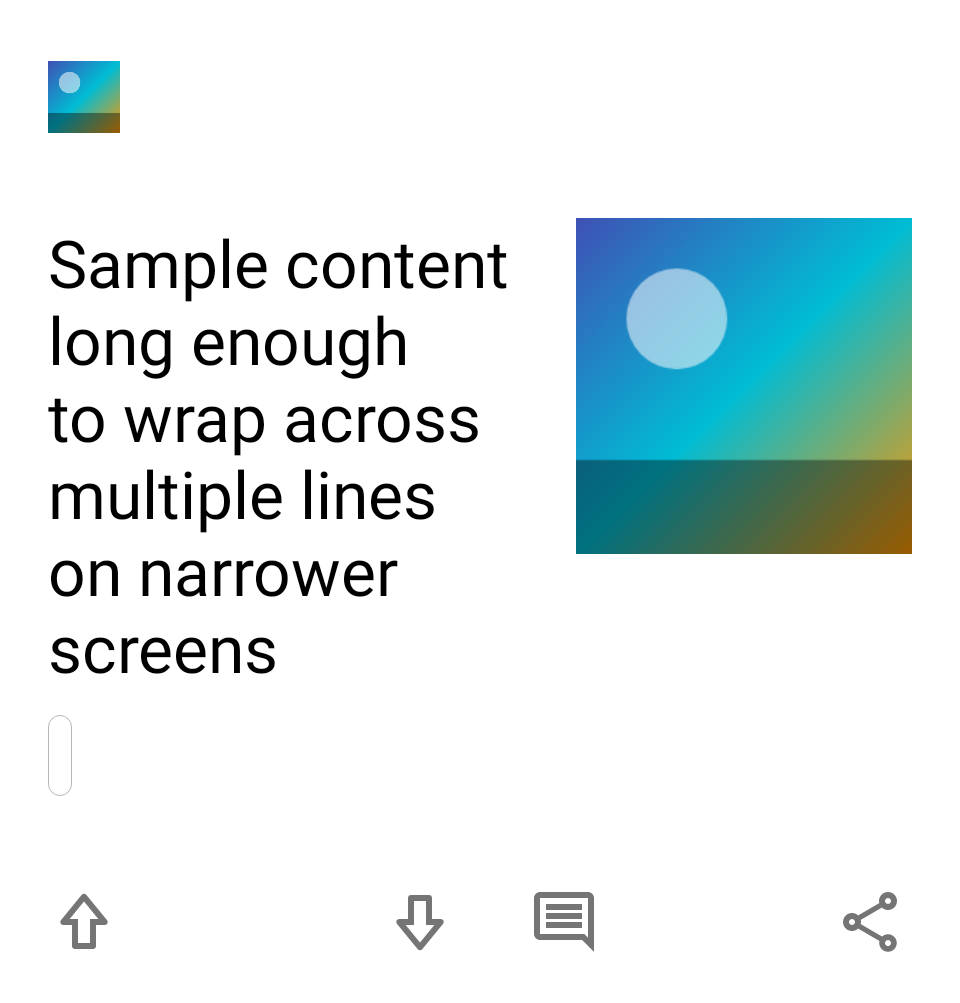 Sample content
long enough
to wrap across
multiple lines
on narrower
screens